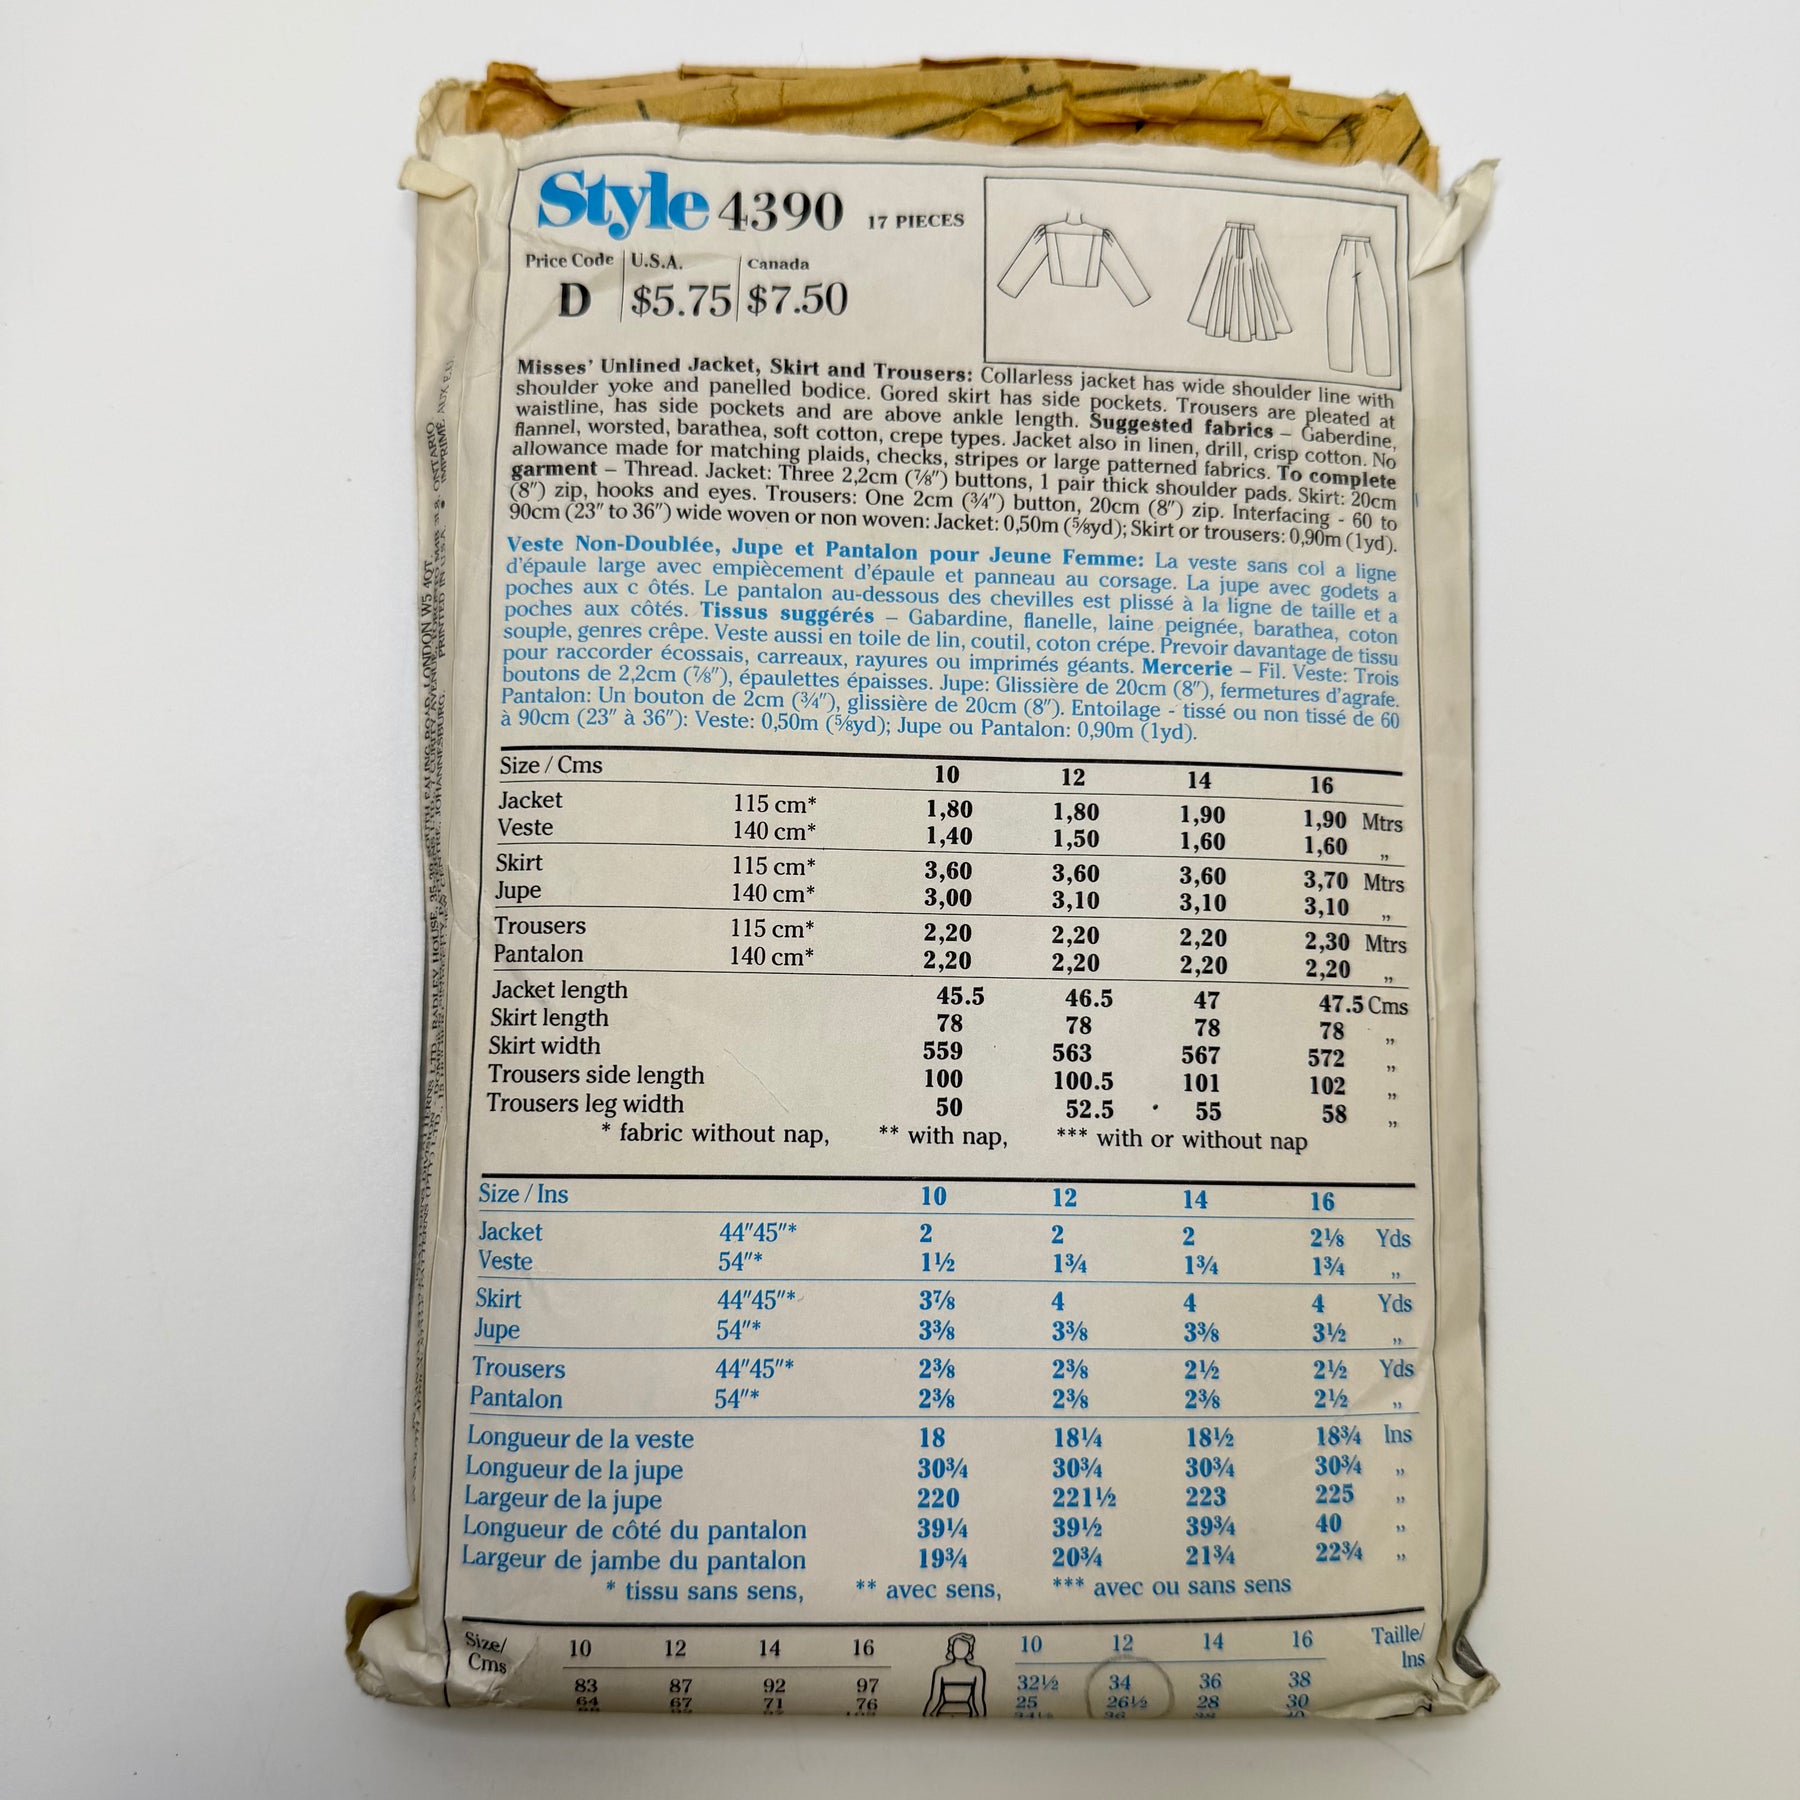 Style 4390 17 PIECES
Price Code U.S.A. Canada
D $5.75 $7.50
Misses' Unlined Jacket, Skirt and Trousers: Collarless jacket has wide shoulder line with
shoulder yoke and panelled bodice. Gored skirt has side pockets. Trousers are pleated at
waistline, has side pockets and are above ankle length. Suggested fabrics – Gaberdine,
flannel, worsted, barathea, soft cotton, crepe types. Jacket also in linen, drill, crisp cotton. No
allowance made for matching plaids, checks, stripes or large patterned fabrics. To complete
garment – Thread. Jacket: Three 2,2cm (⅞") buttons, 1 pair thick shoulder pads. Skirt: 20cm
(8") zip, hooks and eyes. Trousers: One 2cm (¾") button, 20cm (8") zip. Interfacing - 60 to
90cm (23" to 36") wide woven or non woven: Jacket: 0,50m (⅝yd); Skirt or trousers: 0,90m (1yd).
Veste Non-Doublée, Jupe et Pantalon pour Jeune Femme: La veste sans col a ligne
d'épaule large avec empiècement d'épaule et panneau au corsage. La jupe avec godets a
poches aux c ôtés. Le pantalon au-dessous des chevilles est plissé à la ligne de taille et a
poches aux côtés. Tissus suggérés – Gabardine, flanelle, laine peignée, barathea, coton
souple, genres crêpe. Veste aussi en toile de lin, coutil, coton crépe. Prevoir davantage de tissu
pour raccorder écossais, carreaux, rayures ou imprimés géants. Mercerie – Fil. Veste: Trois
boutons de 2,2cm (⅞"), épaulettes épaisses. Jupe: Glissière de 20cm (8"), fermetures d'agrafe.
Pantalon: Un bouton de 2cm (¾"), glissière de 20cm (8"). Entoilage - tissé ou non tissé de 60
à 90cm (23" à 36"): Veste: 0,50m (⅝yd); Jupe ou Pantalon: 0,90m (1yd).
Size / Cms 10 12 14 16
Jacket 115 cm* 1,80 1,80 1,90 1,90 Mtrs
Veste 140 cm* 1,40 1,50 1,60 1,60 ,,
Skirt 115 cm* 3,60 3,60 3,60 3,70 Mtrs
Jupe 140 cm* 3,00 3,10 3,10 3,10 ,,
Trousers 115 cm* 2,20 2,20 2,20 2,30 Mtrs
Pantalon 140 cm* 2,20 2,20 2,20 2,20 ,,
Jacket length 45.5 46.5 47 47.5 Cms
Skirt length 78 78 78 78 ,,
Skirt width 559 563 567 572 ,,
Trousers side length 100 100.5 101 102 ,,
Trousers leg width 50 52.5 55 58 ,,
* fabric without nap, ** with nap, *** with or without nap
Size / Ins 10 12 14 16
Jacket 44"45"* 2 2 2 2⅛ Yds
Veste 54"* 1½ 1¾ 1¾ 1¾ ,,
Skirt 44"45"* 3⅞ 4 4 4 Yds
Jupe 54"* 3⅜ 3⅜ 3⅜ 3½ ,,
Trousers 44"45"* 2⅜ 2⅜ 2½ 2½ Yds
Pantalon 54"* 2⅜ 2⅜ 2⅜ 2½ ,,
Longueur de la veste 18 18¼ 18½ 18¾ Ins
Longueur de la jupe 30¾ 30¾ 30¾ 30¾ ,,
Largeur de la jupe 220 221½ 223 225 ,,
Longueur de côté du pantalon 39¼ 39½ 39¾ 40 ,,
Largeur de jambe du pantalon 19¾ 20¾ 21¾ 22¾ ,,
* tissu sans sens, ** avec sens, *** avec ou sans sens
Size/ Cms 10 12 14 16 10 12 14 16 Taille/ Ins
83 87 92 97 32½ 34 36 38
64 67 71 76 25 26½ 28 30